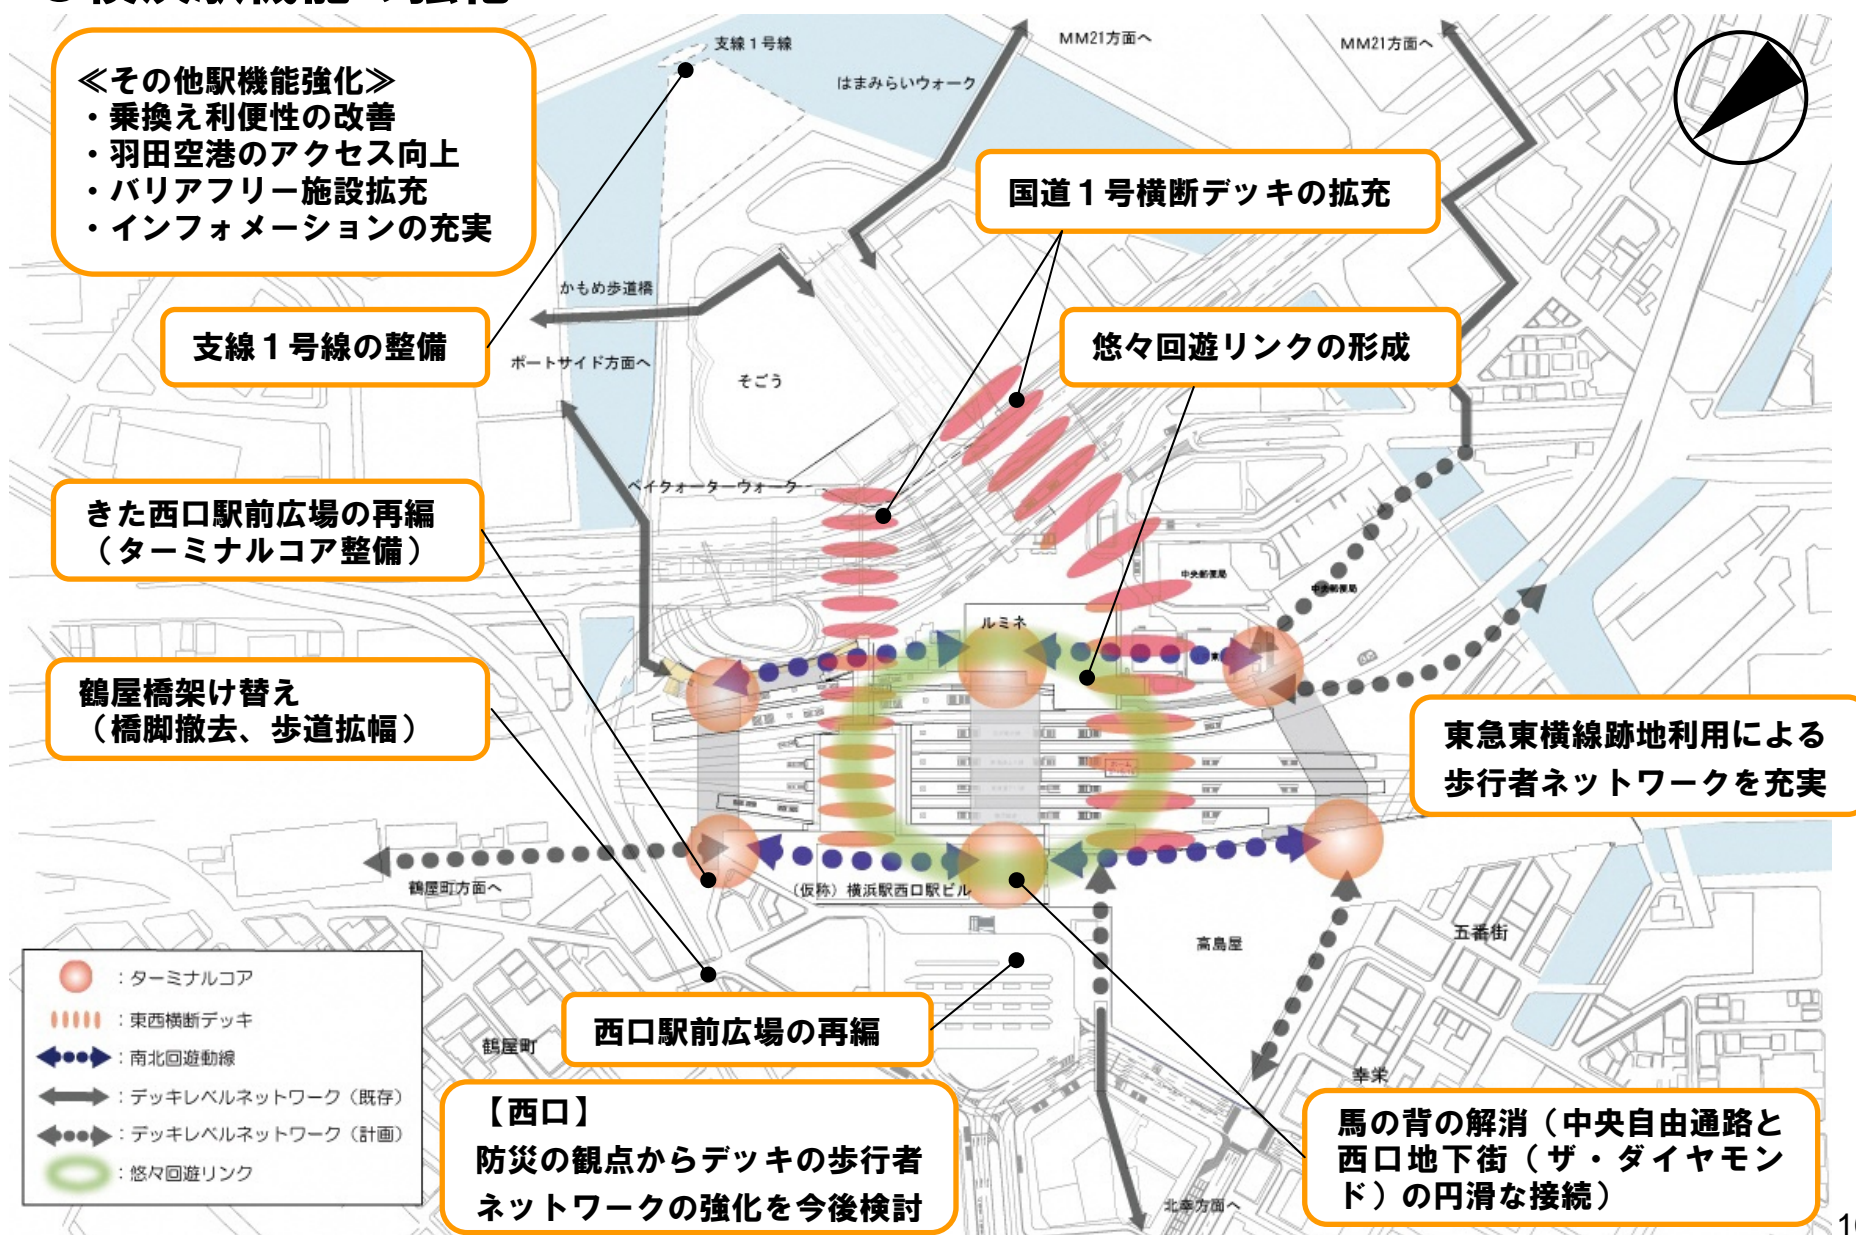 ≪その他駅機能強化≫
・乗換え利便性の改善
・羽田空港のアクセス向上
・バリアフリー施設拡充
・インフォメーションの充実
支線１号線
はまみらいウォーク
MM21方面へ
MM21方面へ
国道１号横断デッキの拡充
かもめ歩道橋
支線１号線の整備
ポートサイド方面へ
そごう
悠々回遊リンクの形成
ベイクォーターウォーク
きた西口駅前広場の再編
（ターミナルコア整備）
中央郵便局
中央郵便局
ルミネ
鶴屋橋架け替え
（橋脚撤去、歩道拡幅）
東急東横線跡地利用による
歩行者ネットワークを充実
鶴屋町方面へ
（仮称）横浜駅西口駅ビル
高島屋
五番街
：ターミナルコア
：東西横断デッキ
：南北回遊動線
：デッキレベルネットワーク（既存）
：デッキレベルネットワーク（計画）
：悠々回遊リンク
鶴屋町
西口駅前広場の再編
幸栄
【西口】
防災の観点からデッキの歩行者
ネットワークの強化を今後検討
北幸方面へ
馬の背の解消（中央自由通路と
西口地下街（ザ・ダイヤモン
ド）の円滑な接続）